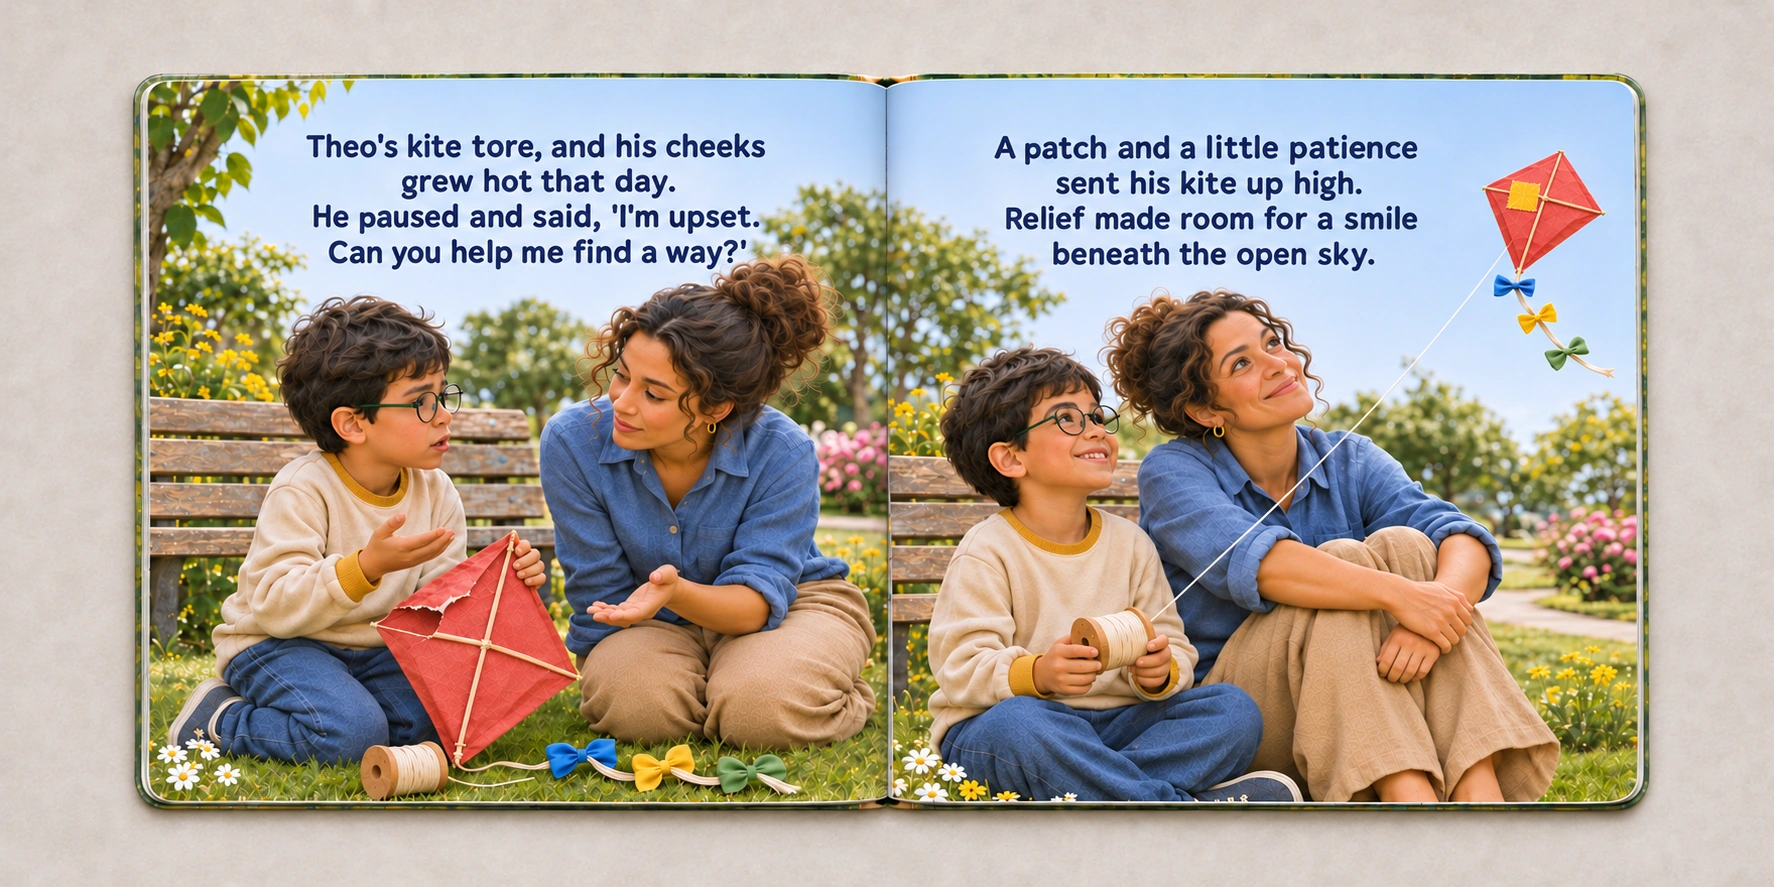 Theo's kite tore, and his cheeks
grew hot that day.
He paused and said, 'I'm upset.
Can you help me find a way?'
A patch and a little patience
sent his kite up high.
Relief made room for a smile
beneath the open sky.